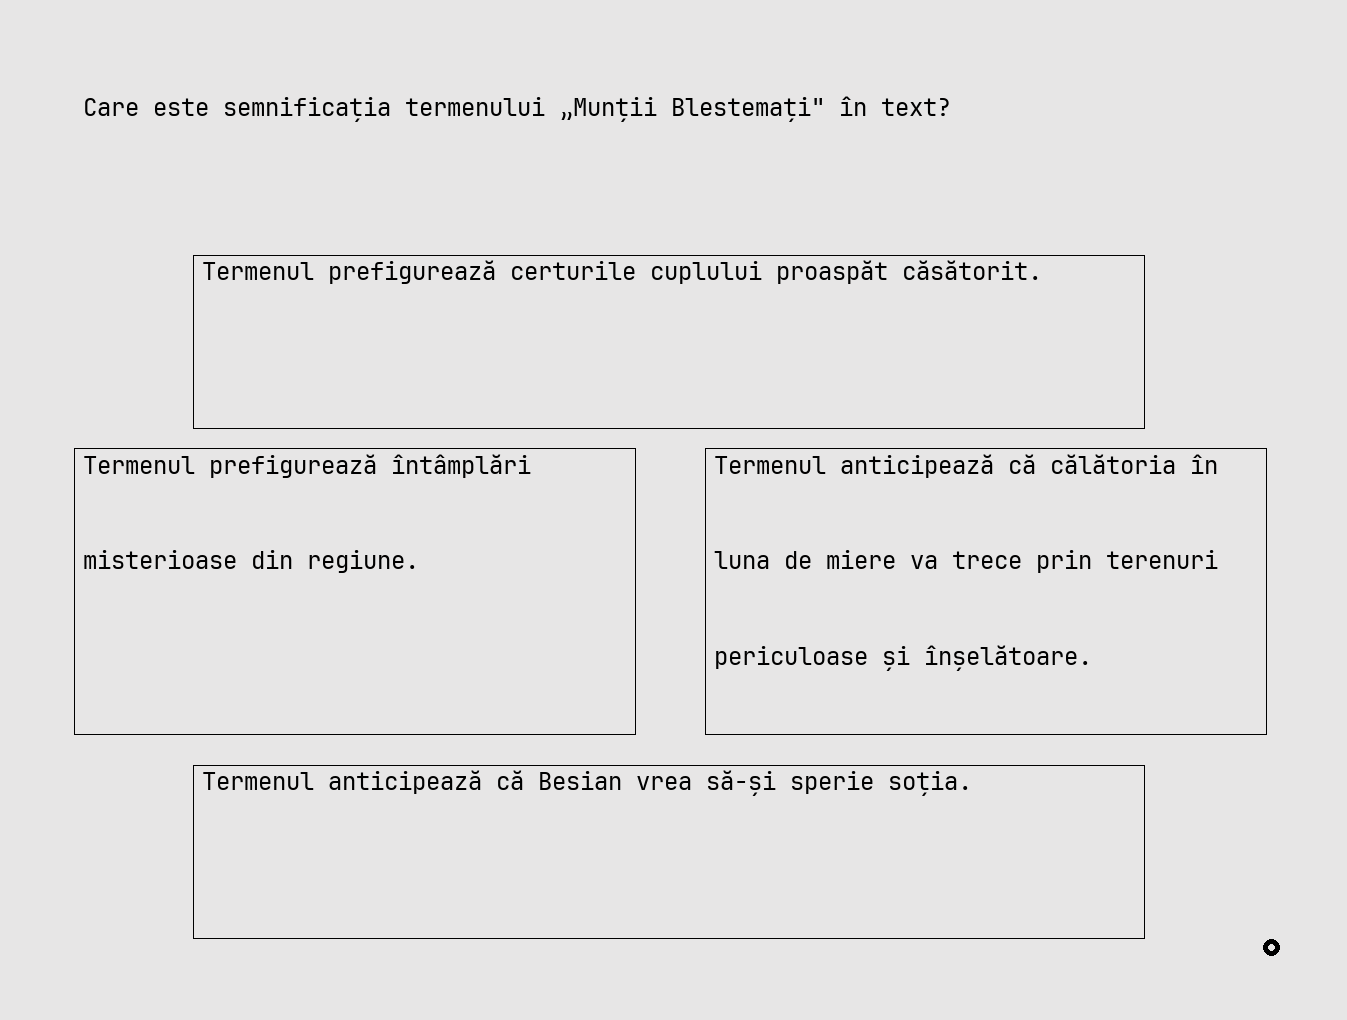 Care este semnificația termenului „Munții Blestemați" în text?
Termenul prefigurează certurile cuplului proaspăt căsătorit.
Termenul prefigurează întâmplări
misterioase din regiune.
Termenul anticipează că călătoria în
luna de miere va trece prin terenuri
periculoase și înșelătoare.
Termenul anticipează că Besian vrea să-și sperie soția.